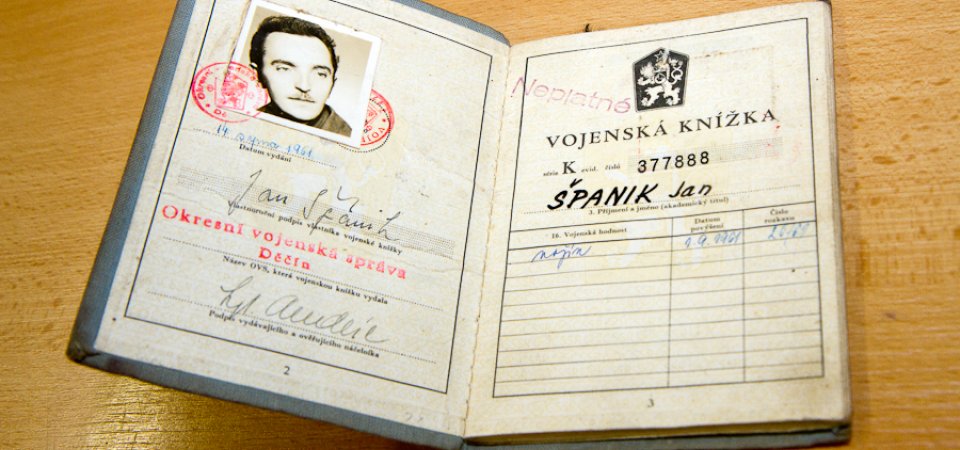 14 srpna 1961
Datum vydání
Jan Španik
Vlastnoruční podpis vlastníka vojenské knížky
Okresní vojenská správa
Děčín
Název OVS, která vojenskou knížku vydala
Podpis vydávajícího a ověřujícího náčelníka
2
Neplatné
VOJENSKÁ KNÍŽKA
série K evid. číslo 377888
ŠPANIK Jan
3. Příjmení a jméno (akademický titul)
16. Vojenská hodnost
Datum povýšení
Číslo rozkazu
vojín
1.9.1961
3